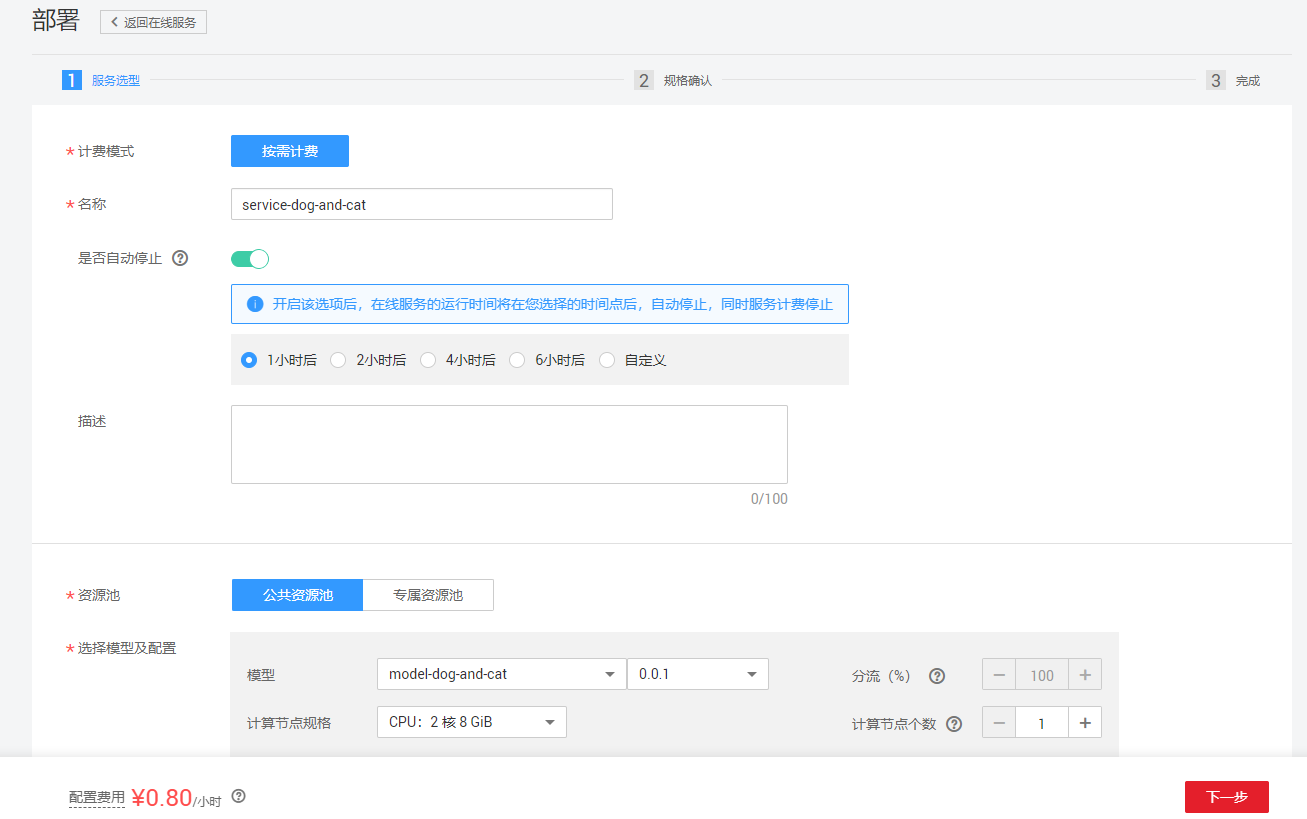 部署
返回在线服务
1 服务选型
2 规格确认
3 完成
* 计费模式 按需计费
* 名称 service-dog-and-cat
是否自动停止 ?
开启该选项后，在线服务的运行时间将在您选择的时间点后，自动停止，同时服务计费停止
1小时后 2小时后 4小时后 6小时后 自定义
描述
0/100
* 资源池 公共资源池 专属资源池
* 选择模型及配置
模型 model-dog-and-cat 0.0.1 分流（%） ? 100
计算节点规格 CPU：2 核 8 GiB 计算节点个数 ? 1
配置费用 ¥0.80/小时 ?
下一步